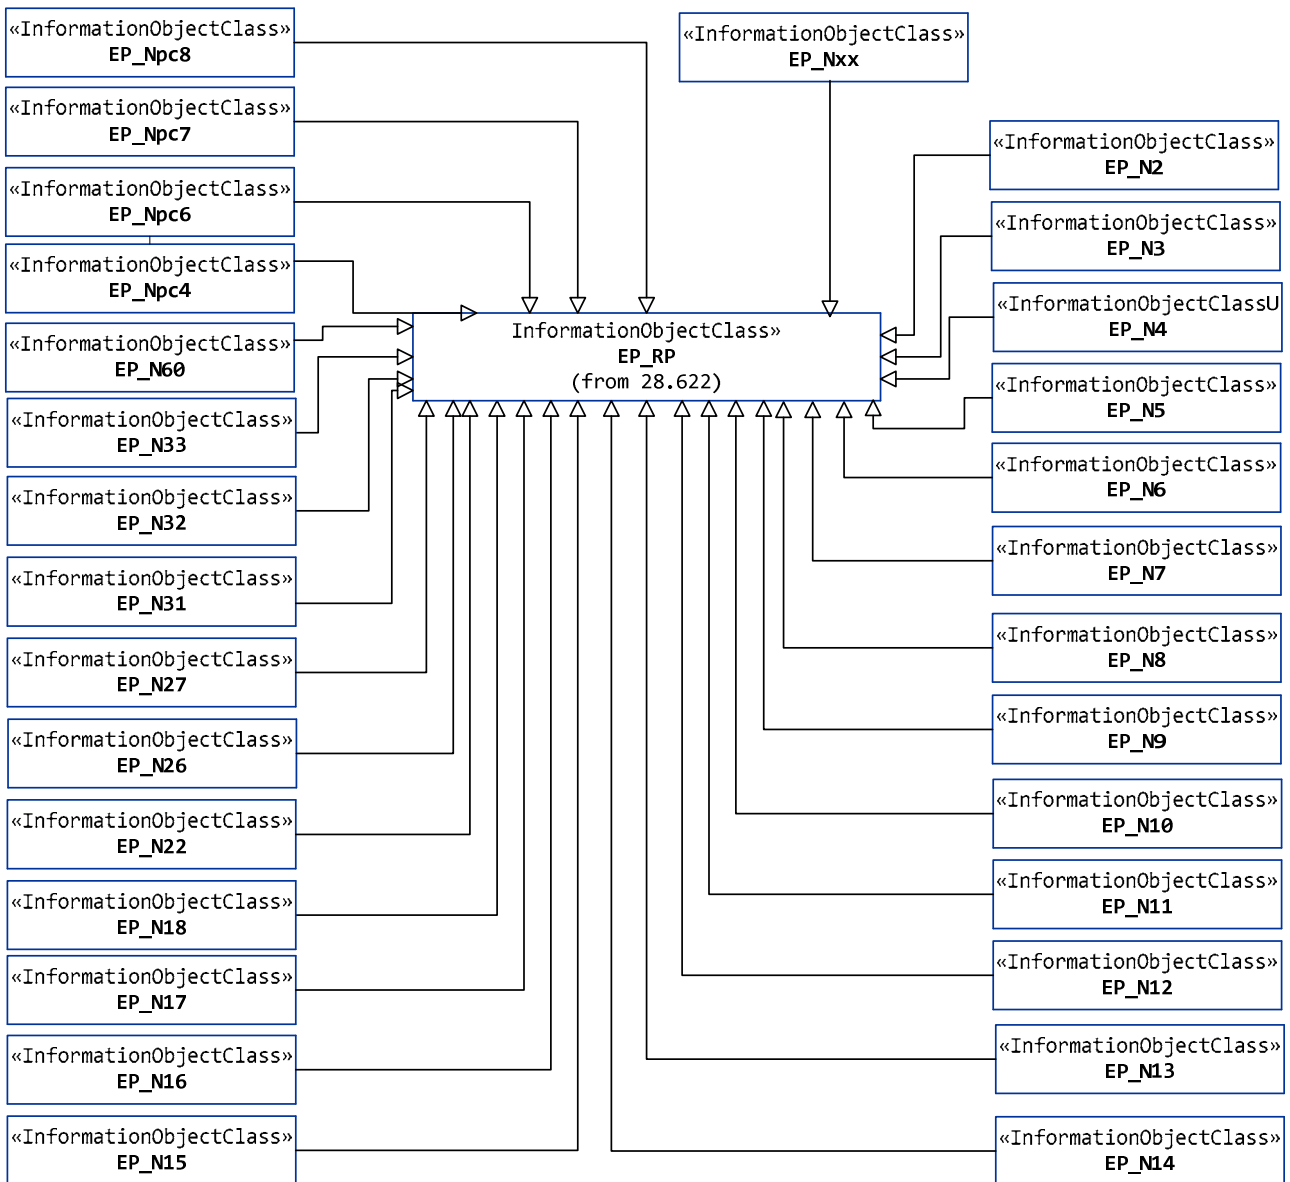 «InformationObjectClass»
EP_Npc8
«InformationObjectClass»
EP_Npc7
«InformationObjectClass»
EP_Npc6
«InformationObjectClass»
EP_Npc4
«InformationObjectClass»
EP_N60
«InformationObjectClass»
EP_N33
«InformationObjectClass»
EP_N32
«InformationObjectClass»
EP_N31
«InformationObjectClass»
EP_N27
«InformationObjectClass»
EP_N26
«InformationObjectClass»
EP_N22
«InformationObjectClass»
EP_N18
«InformationObjectClass»
EP_N17
«InformationObjectClass»
EP_N16
«InformationObjectClass»
EP_N15
«InformationObjectClass»
EP_Nxx
InformationObjectClass»
EP_RP
(from 28.622)
«InformationObjectClass»
EP_N2
«InformationObjectClass»
EP_N3
«InformationObjectClassU
EP_N4
«InformationObjectClass»
EP_N5
«InformationObjectClass»
EP_N6
«InformationObjectClass»
EP_N7
«InformationObjectClass»
EP_N8
«InformationObjectClass»
EP_N9
«InformationObjectClass»
EP_N10
«InformationObjectClass»
EP_N11
«InformationObjectClass»
EP_N12
«InformationObjectClass»
EP_N13
«InformationObjectClass»
EP_N14